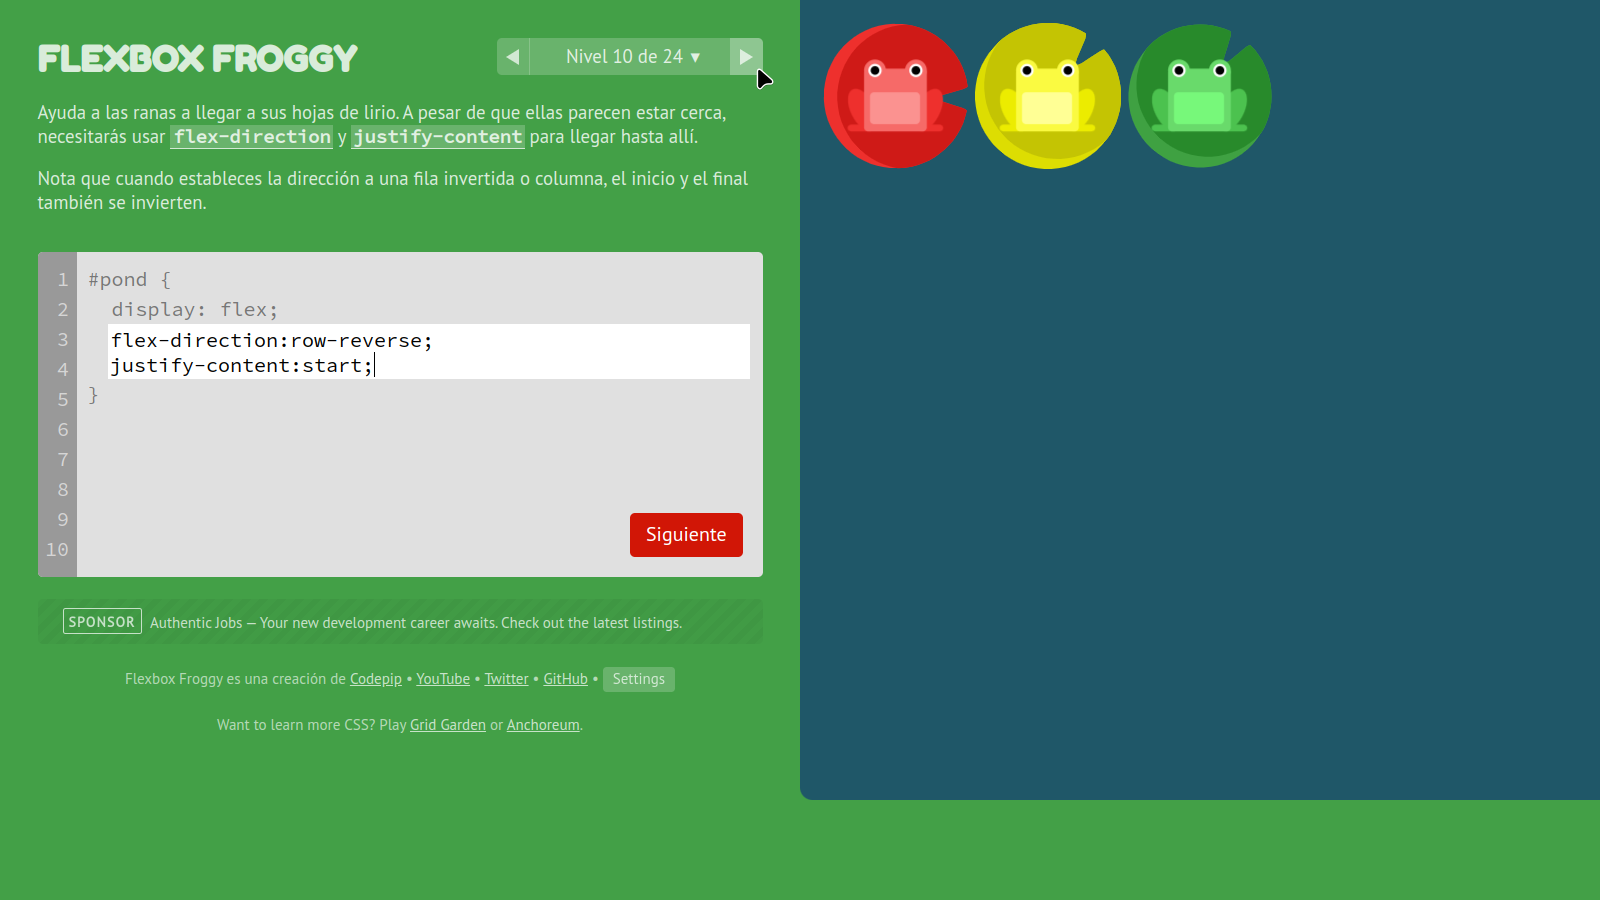 FLEXBOX FROGGY
◀ Nivel 10 de 24 ▼ ▶
Ayuda a las ranas a llegar a sus hojas de lirio. A pesar de que ellas parecen estar cerca,
necesitarás usar flex-direction y justify-content para llegar hasta allí.
Nota que cuando estableces la dirección a una fila invertida o columna, el inicio y el final
también se invierten.
1 #pond {
2 display: flex;
3 flex-direction:row-reverse;
4 justify-content:start;
5 }
6
7
8
9
10
Siguiente
SPONSOR Authentic Jobs — Your new development career awaits. Check out the latest listings.
Flexbox Froggy es una creación de Codepip • YouTube • Twitter • GitHub • Settings
Want to learn more CSS? Play Grid Garden or Anchoreum.